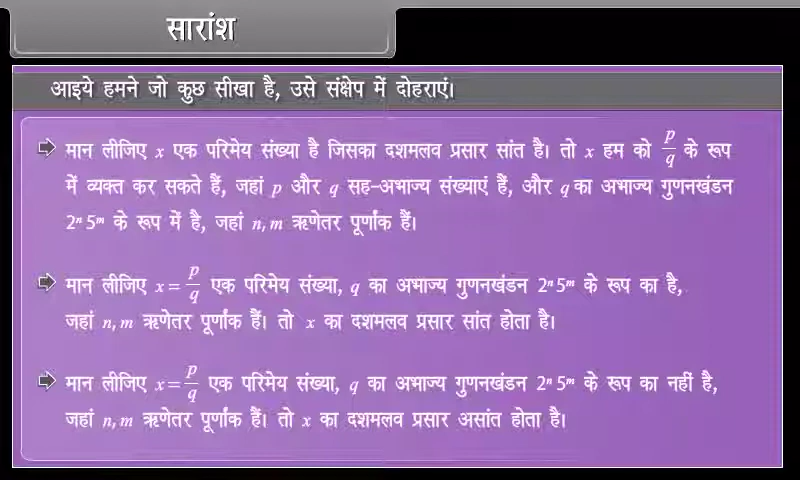 सारांश
आइये हमने जो कुछ सीखा है, उसे संक्षेप में दोहराएं।
मान लीजिए x एक परिमेय संख्या है जिसका दशमलव प्रसार सांत है। तो x हम को p/q के रूप
में व्यक्त कर सकते हैं, जहां p और q सह-अभाज्य संख्याएं हैं, और q का अभाज्य गुणनखंडन
2ⁿ 5ᵐ के रूप में है, जहां n, m ऋणेतर पूर्णांक हैं।
मान लीजिए x = p/q एक परिमेय संख्या, q का अभाज्य गुणनखंडन 2ⁿ 5ᵐ के रूप का है,
जहां n, m ऋणेतर पूर्णांक हैं। तो x का दशमलव प्रसार सांत होता है।
मान लीजिए x = p/q एक परिमेय संख्या, q का अभाज्य गुणनखंडन 2ⁿ 5ᵐ के रूप का नहीं है,
जहां n, m ऋणेतर पूर्णांक हैं। तो x का दशमलव प्रसार असांत होता है।